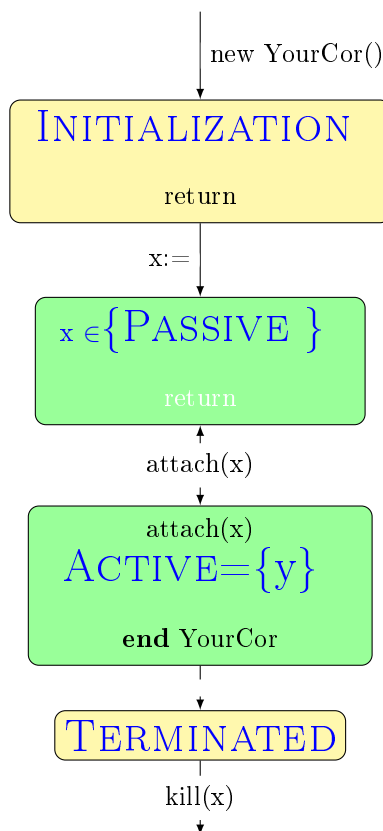 new YourCor()
INITIALIZATION
return
x:=
x ∈{PASSIVE }
return
attach(x)
attach(x)
ACTIVE={y}
end YourCor
TERMINATED
kill(x)